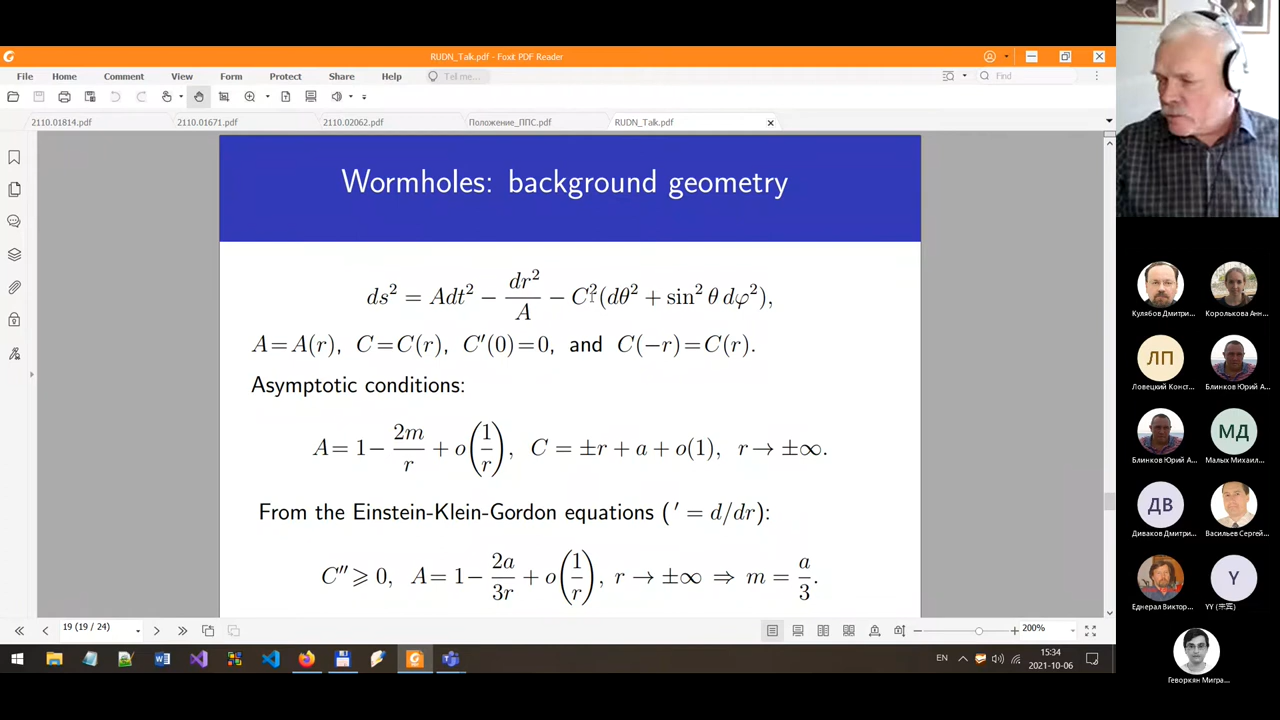 RUDN_Talk.pdf - Foxit PDF Reader
File Home Comment View Form Protect Share Help Tell me... Find
2110.01814.pdf 2110.01671.pdf 2110.02062.pdf Положение_ППС.pdf RUDN_Talk.pdf
Wormholes: background geometry
ds² = Adt² − dr²/A − C²(dθ² + sin² θ dφ²),
A=A(r), C=C(r), C′(0)=0, and C(−r)=C(r).
Asymptotic conditions:
A=1−2m/r + o(1/r), C = ±r + a + o(1), r→ ±∞.
From the Einstein-Klein-Gordon equations (′ = d/dr):
C″ ⩾ 0, A=1−2a/3r + o(1/r), r → ±∞ ⇒ m = a/3.
19 (19 / 24) 200%
EN 15:34
2021-10-06
Кулябов Дмитри... Королькова Анн...
ЛП
Ловецкий Конст... Блинков Юрий А...
МД
Блинков Юрий А... Малых Михаил...
ДВ
Диваков Дмитри... Васильев Сергей...
Y
Еднерал Виктор... YY (宋宾)
Геворкян Мигра...